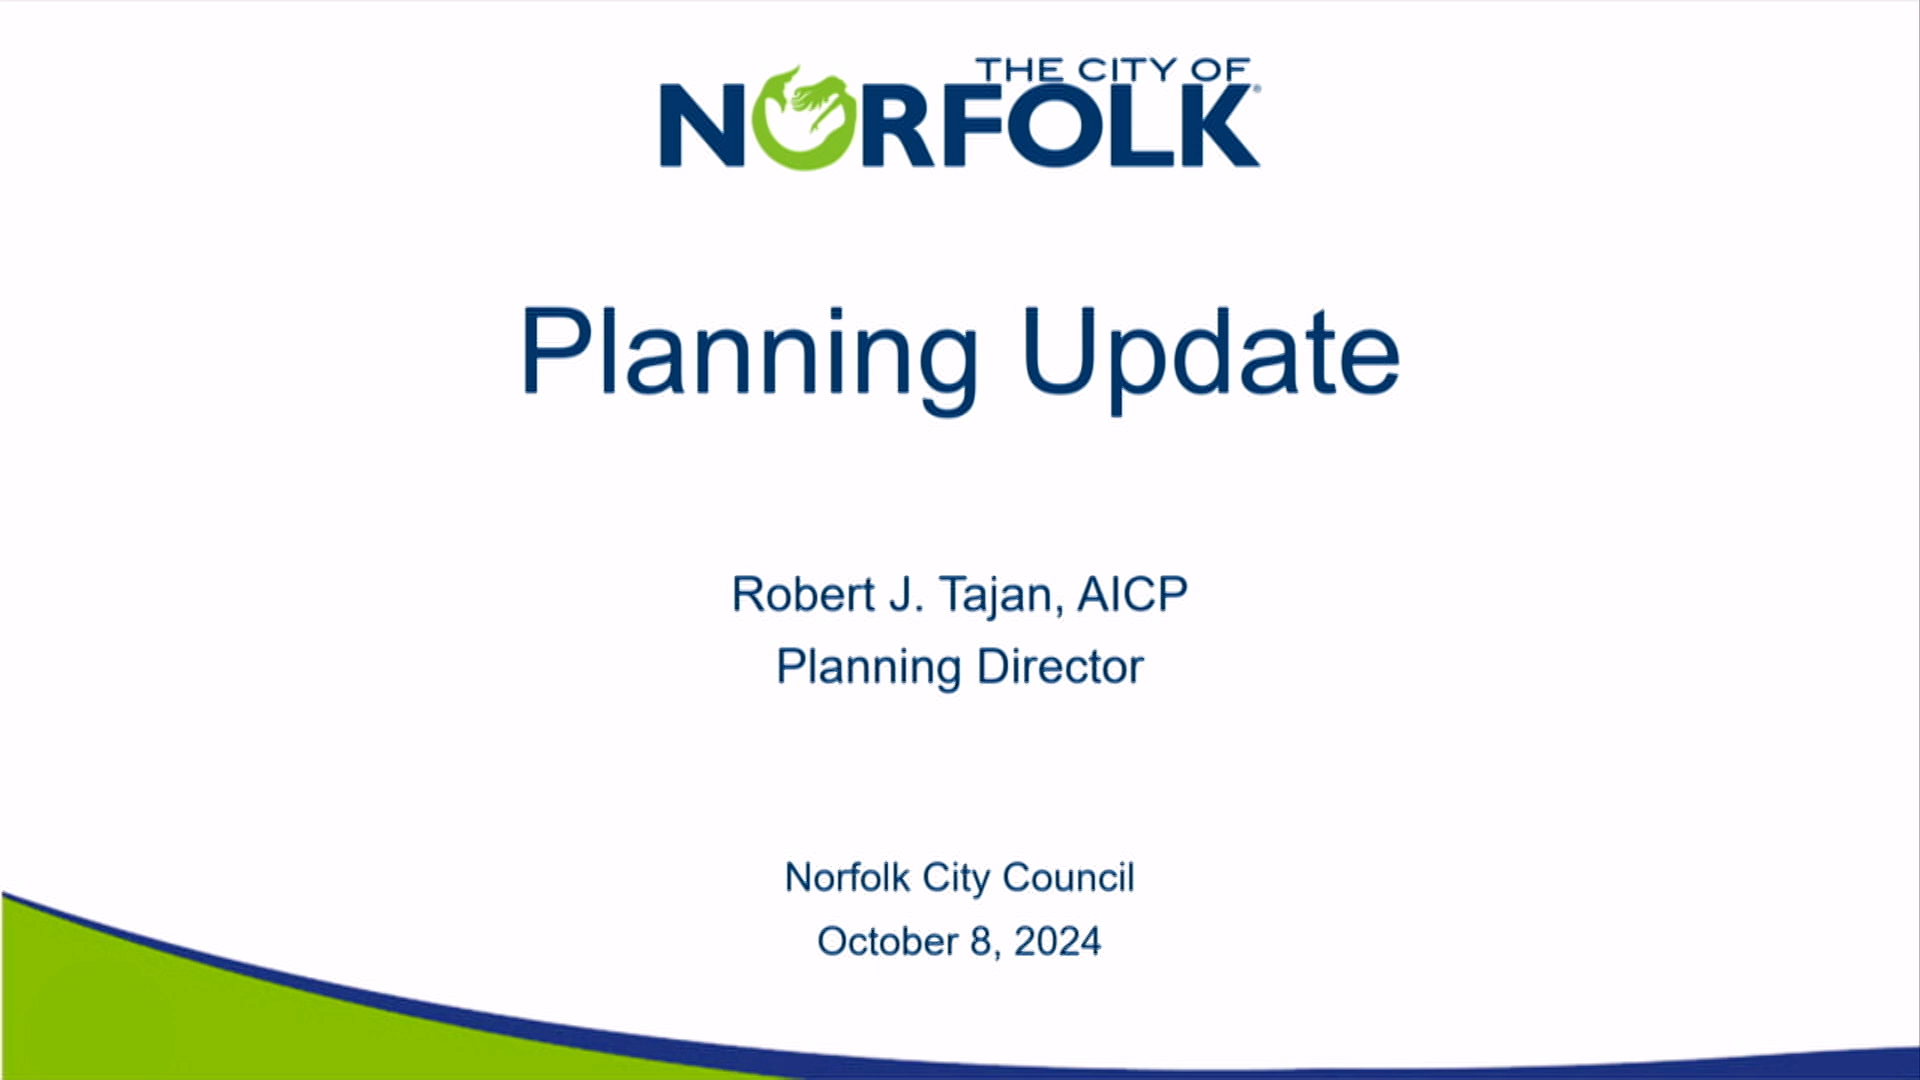 THE CITY OF
NORFOLK®
Planning Update
Robert J. Tajan, AICP
Planning Director
Norfolk City Council
October 8, 2024